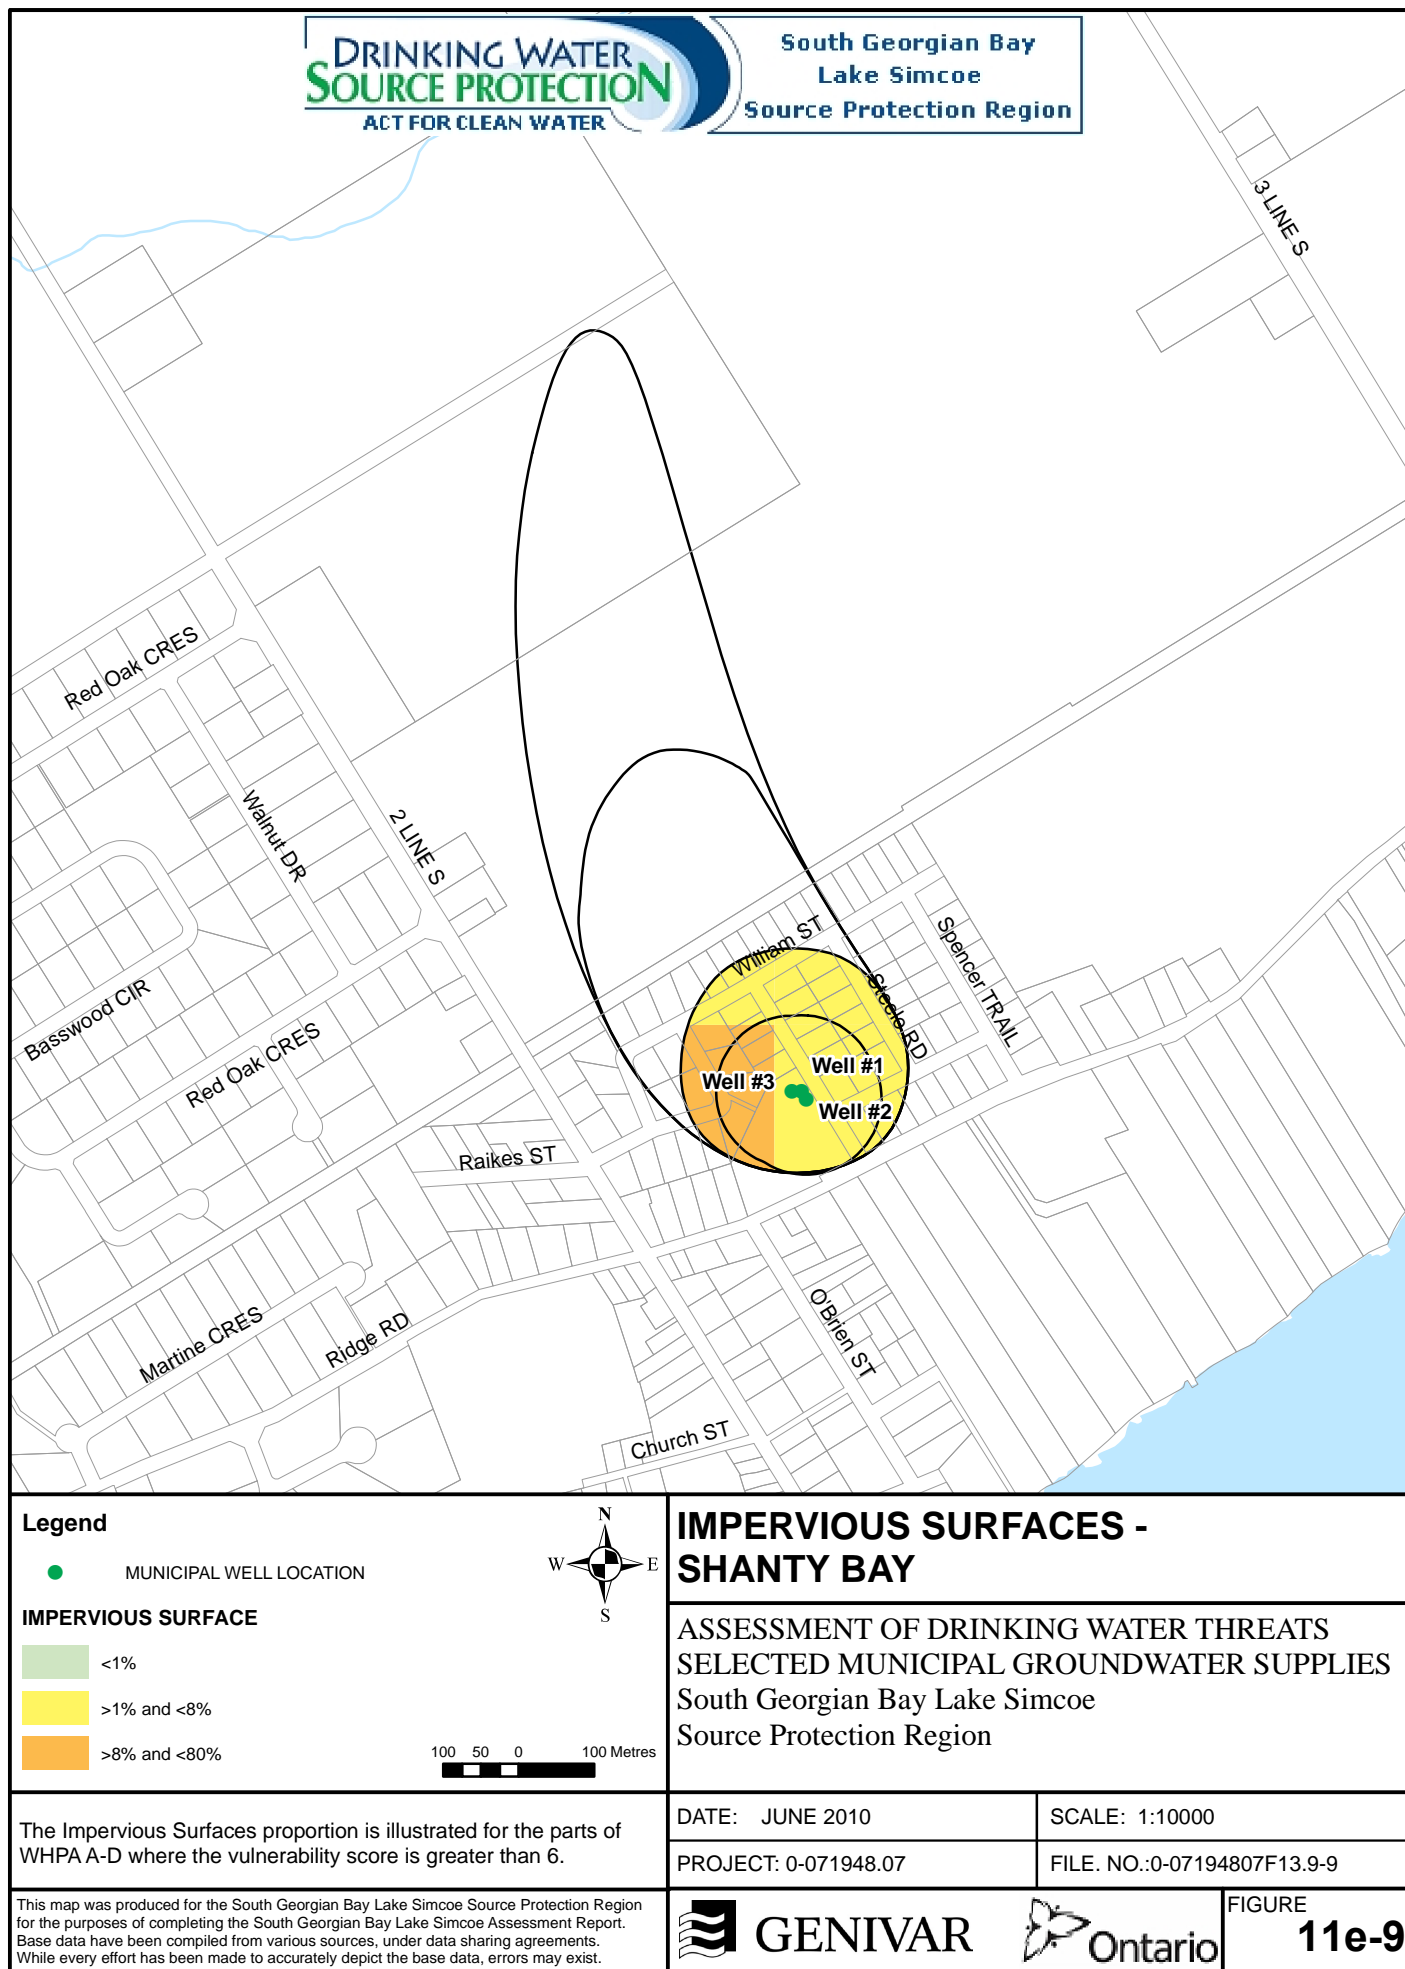 DRINKING WATER
SOURCE PROTECTION
ACT FOR CLEAN WATER
South Georgian Bay
Lake Simcoe
Source Protection Region
3 LINE S
Red Oak CRES
Walnut DR
2 LINE S
William ST
Spencer TRAIL
Steele RD
Basswood CIR
Red Oak CRES
Well #1
Well #3
Well #2
Raikes ST
O'Brien ST
Martine CRES
Ridge RD
Church ST
Legend
MUNICIPAL WELL LOCATION
N
W
E
S
IMPERVIOUS SURFACE
<1%
>1% and <8%
>8% and <80%
100 50 0 100 Metres
IMPERVIOUS SURFACES -
SHANTY BAY
ASSESSMENT OF DRINKING WATER THREATS
SELECTED MUNICIPAL GROUNDWATER SUPPLIES
South Georgian Bay Lake Simcoe
Source Protection Region
The Impervious Surfaces proportion is illustrated for the parts of
WHPA A-D where the vulnerability score is greater than 6.
DATE: JUNE 2010
SCALE: 1:10000
PROJECT: 0-071948.07
FILE. NO.:0-07194807F13.9-9
This map was produced for the South Georgian Bay Lake Simcoe Source Protection Region
for the purposes of completing the South Georgian Bay Lake Simcoe Assessment Report.
Base data have been compiled from various sources, under data sharing agreements.
While every effort has been made to accurately depict the base data, errors may exist.
GENIVAR
Ontario
FIGURE
11e-9